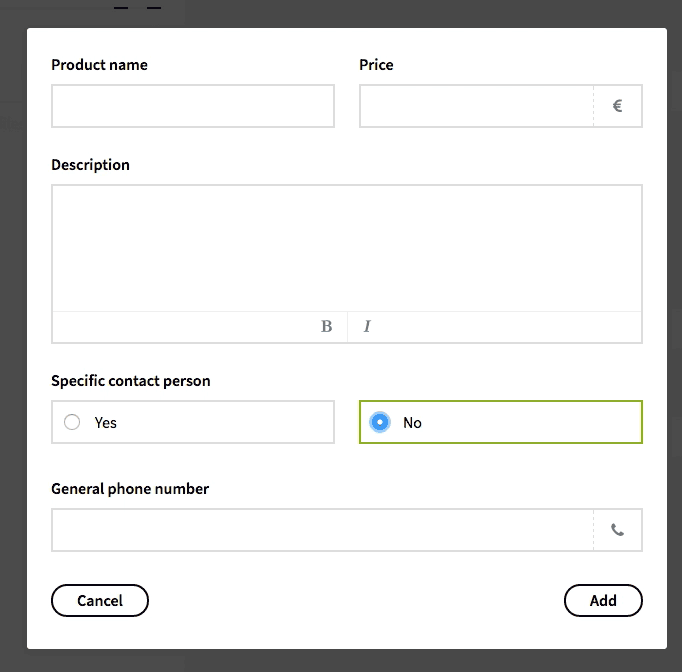 Product name
Price
€
Description
B I
Specific contact person
Yes
No
General phone number
Cancel
Add